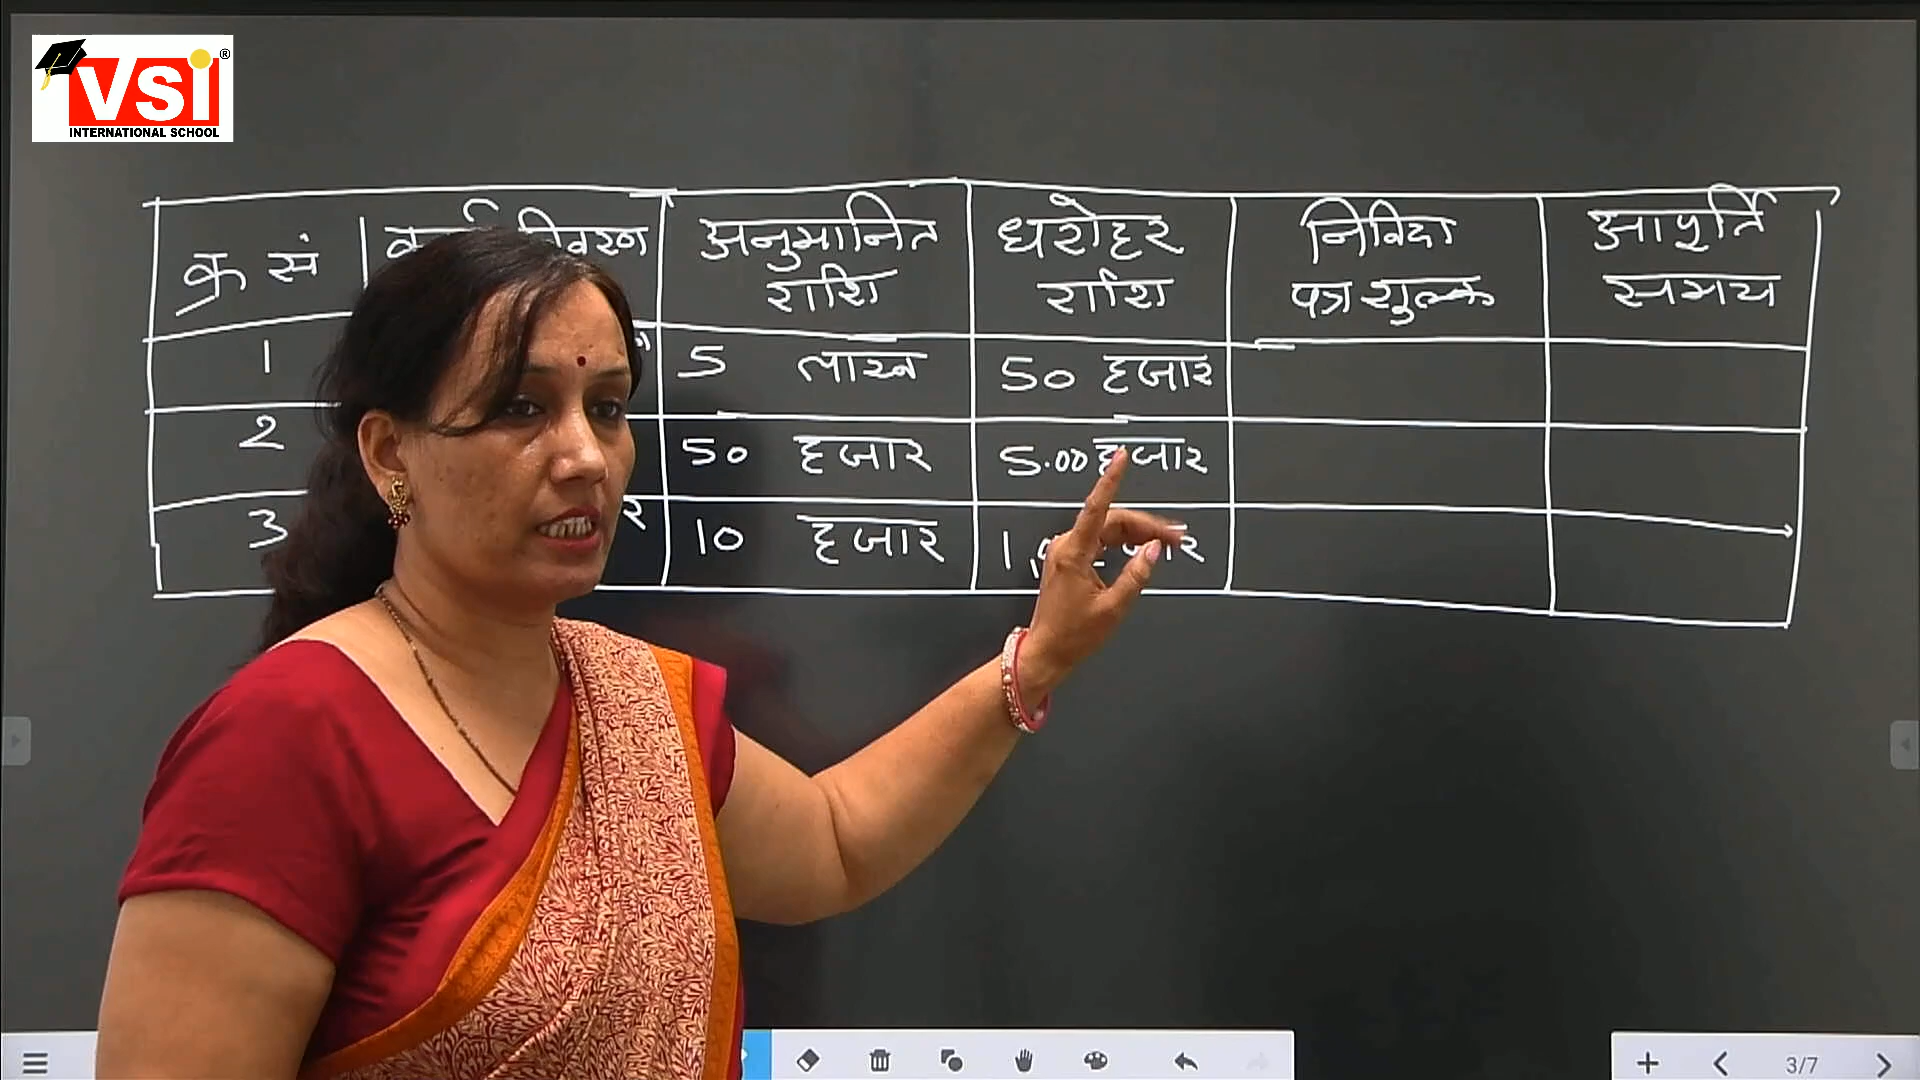 VSI
®
INTERNATIONAL SCHOOL
क्र सं
अनुमानित
राशि
धरोहर
राशि
निविदा
पत्र शुल्क
आपूर्ति
समय
1 5 लाख 50 हजार
2 50 हजार 5.00 हजार
3 10 हजार
3/7